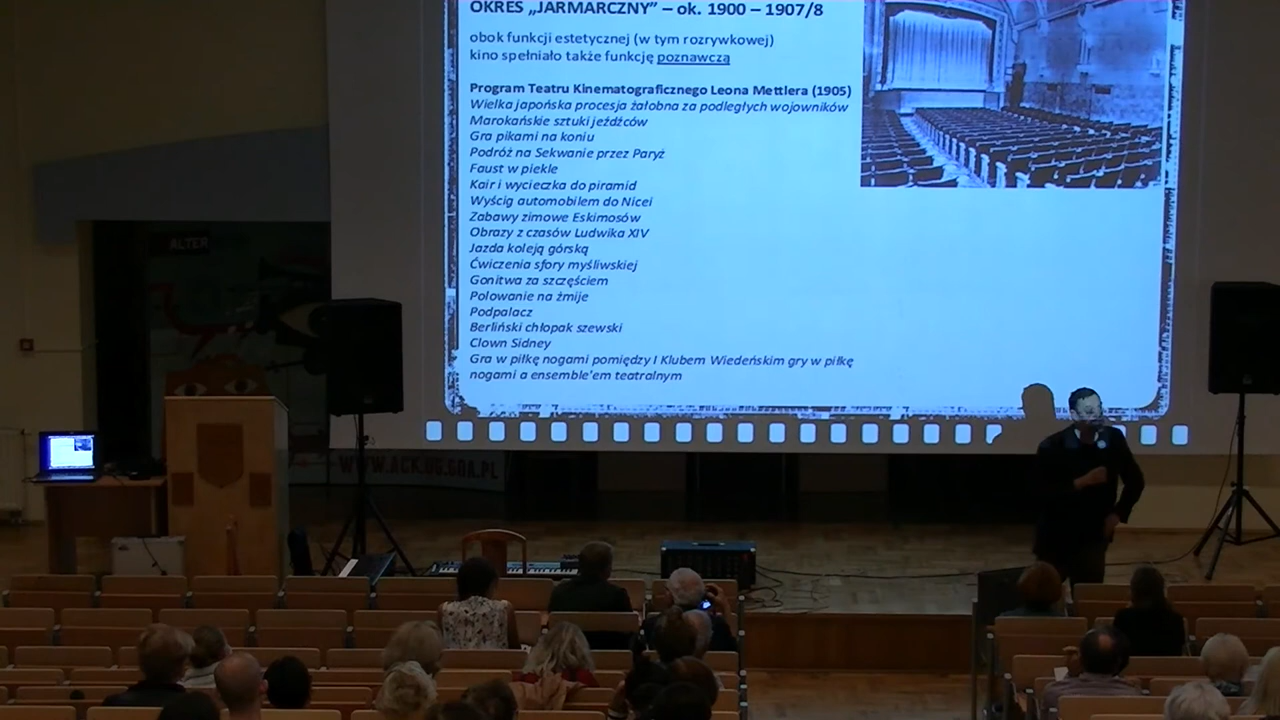 OKRES „JARMARCZNY” – ok. 1900 – 1907/8
obok funkcji estetycznej (w tym rozrywkowej)
kino spełniało także funkcję poznawczą
Program Teatru Kinematograficznego Leona Mettlera (1905)
Wielka japońska procesja żałobna za podległych wojowników
Marokańskie sztuki jeźdźców
Gra pikami na koniu
Podróż na Sekwanie przez Paryż
Faust w piekle
Kair i wycieczka do piramid
Wyścig automobilem do Nicei
Zabawy zimowe Eskimosów
Obrazy z czasów Ludwika XIV
Jazda koleją górską
Ćwiczenia sfory myśliwskiej
Gonitwa za szczęściem
Polowanie na żmije
Podpalacz
Berliński chłopak szewski
Clown Sidney
Gra w piłkę nogami pomiędzy I Klubem Wiedeńskim gry w piłkę
nogami a ensemble'em teatralnym
ALTER
WWW.ACK.UG.GDA.PL